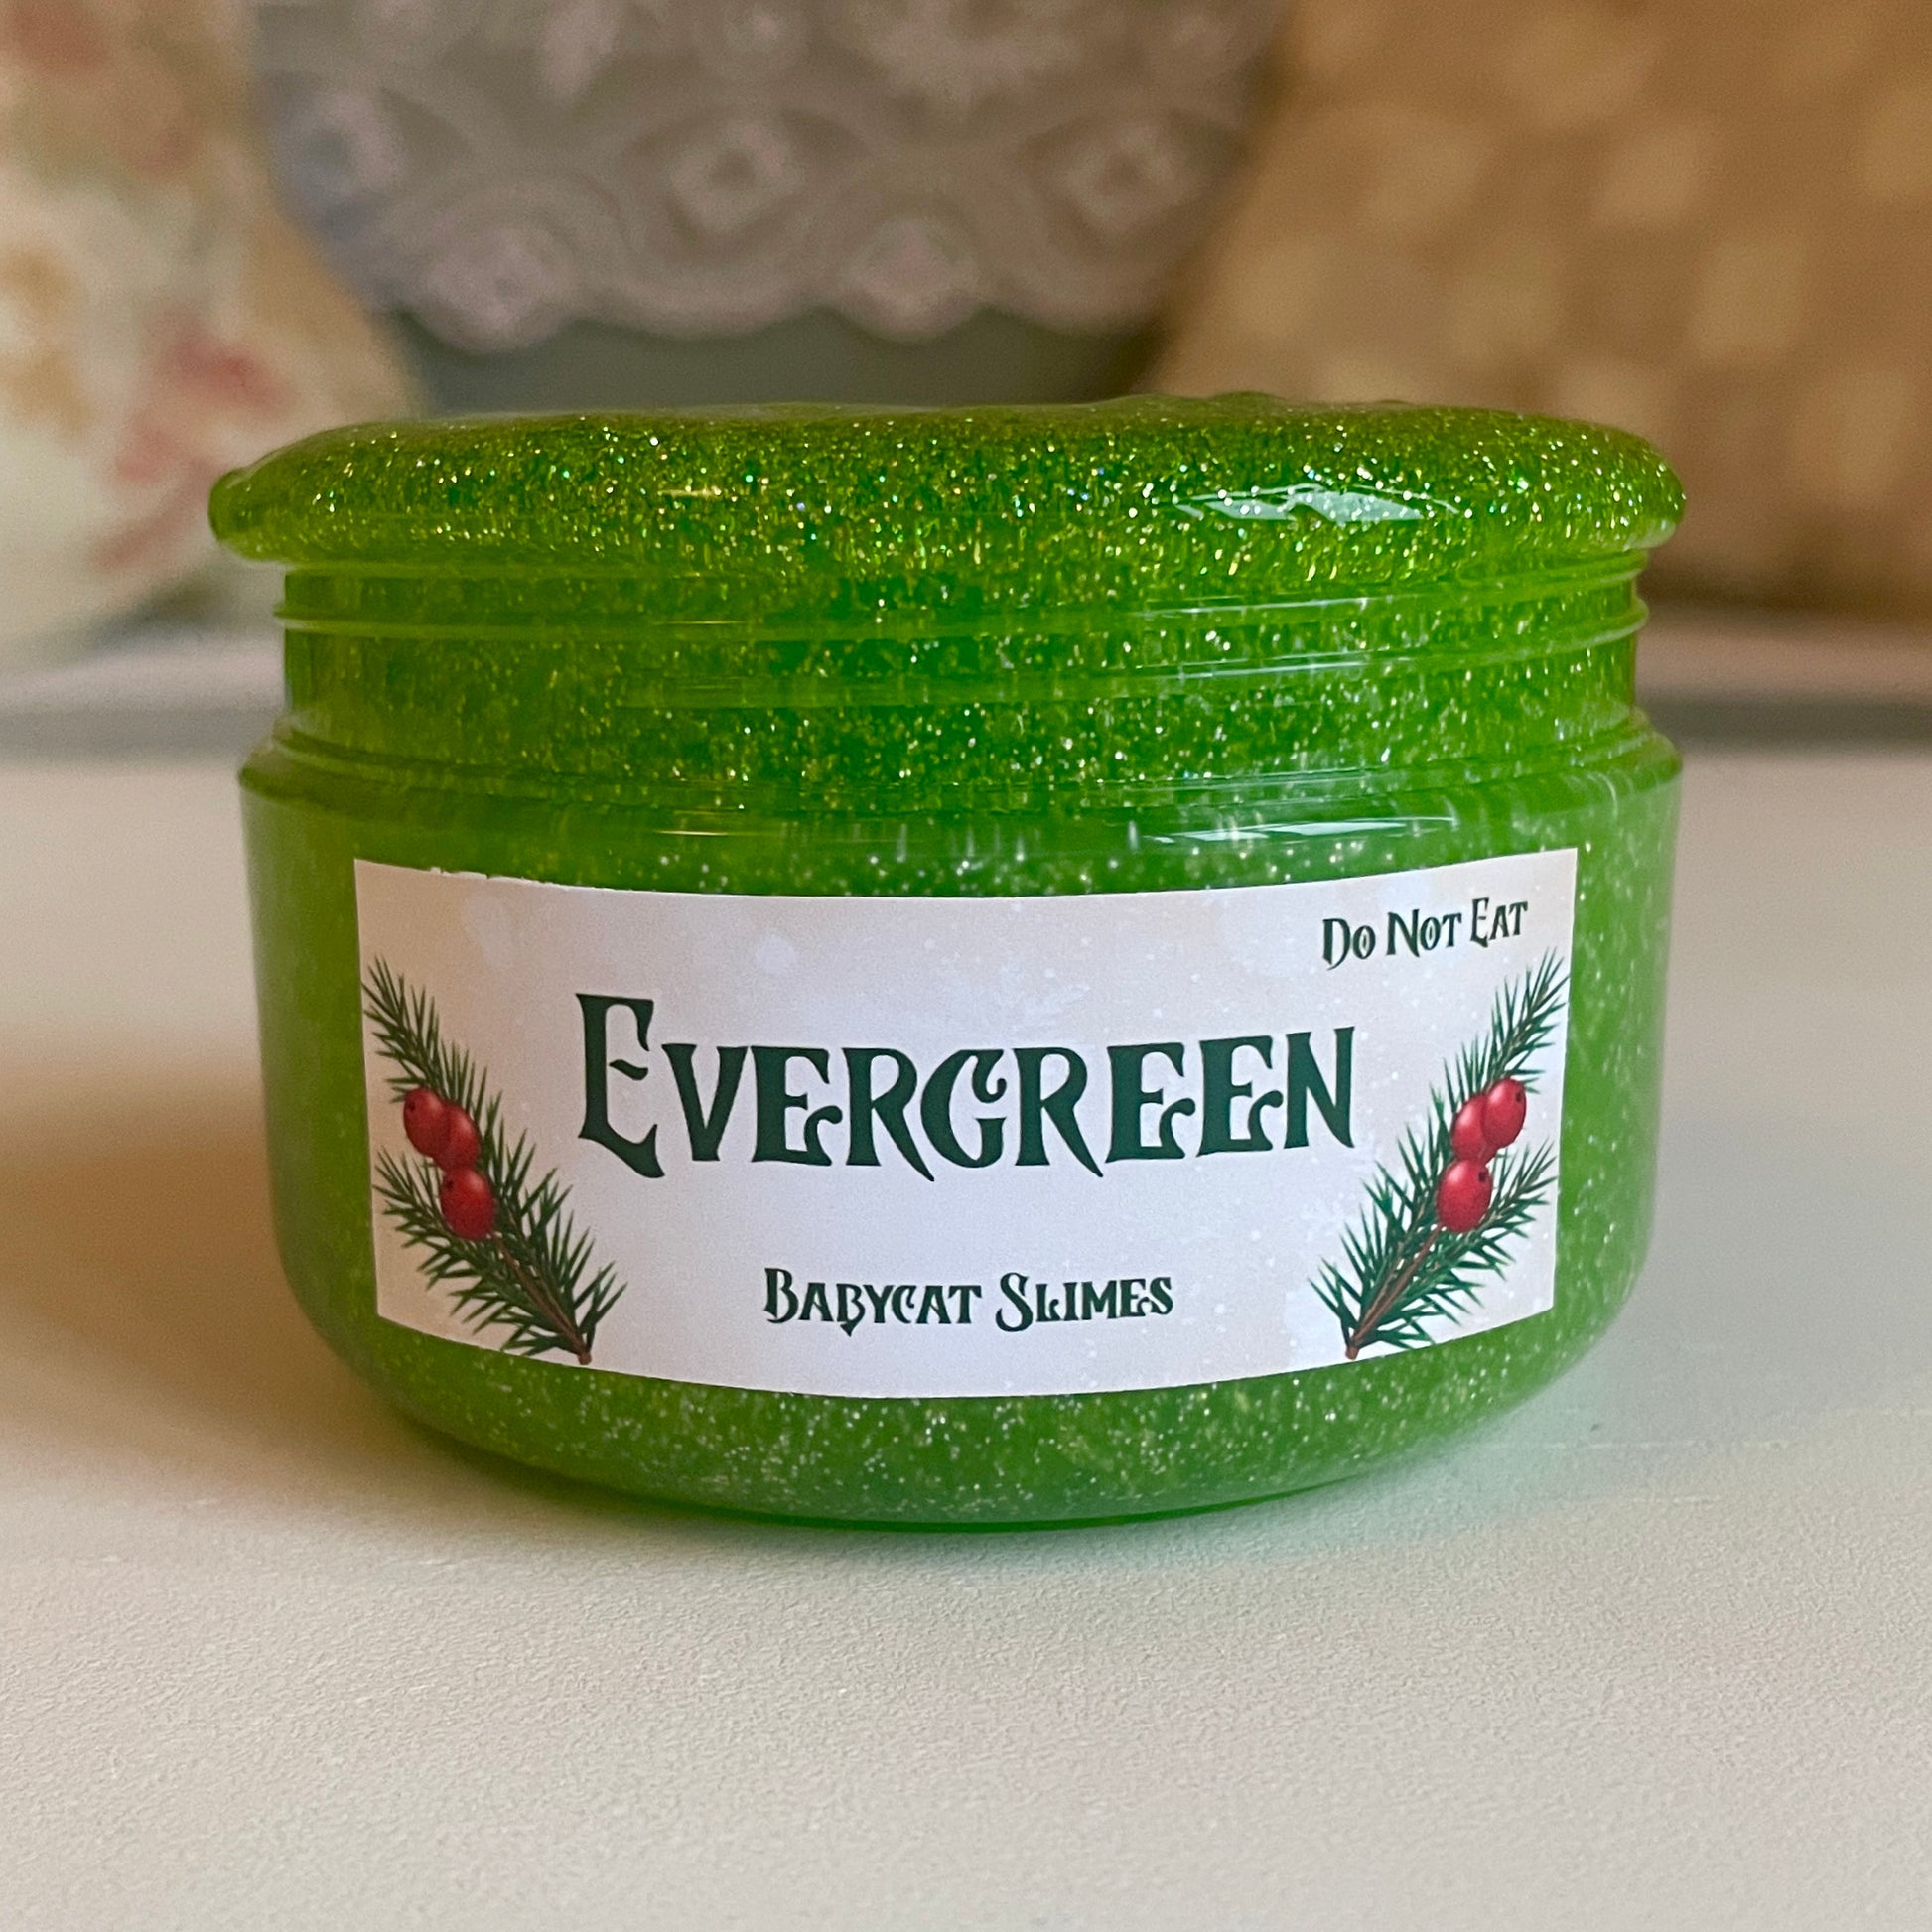 Do Not Eat
Evergreen
Babycat Slimes